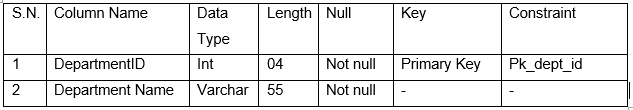 S.N. Column Name Data Type Length Null Key Constraint
1 DepartmentID Int 04 Not null Primary Key Pk_dept_id
2 Department Name Varchar 55 Not null - -